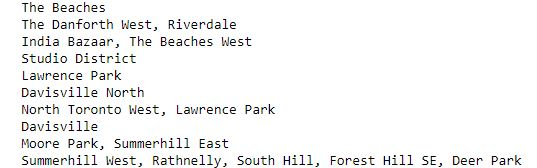 The Beaches
The Danforth West, Riverdale
India Bazaar, The Beaches West
Studio District
Lawrence Park
Davisville North
North Toronto West, Lawrence Park
Davisville
Moore Park, Summerhill East
Summerhill West, Rathnelly, South Hill, Forest Hill SE, Deer Park